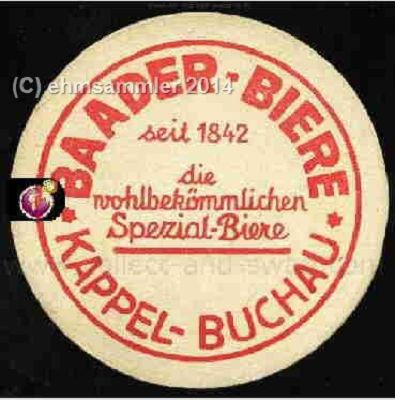 (C) ehmsammler 2014
BAADER-BIERE
seit 1842
die
wohlbekömmlichen
Spezial-Biere
* KAPPEL-BUCHAU *